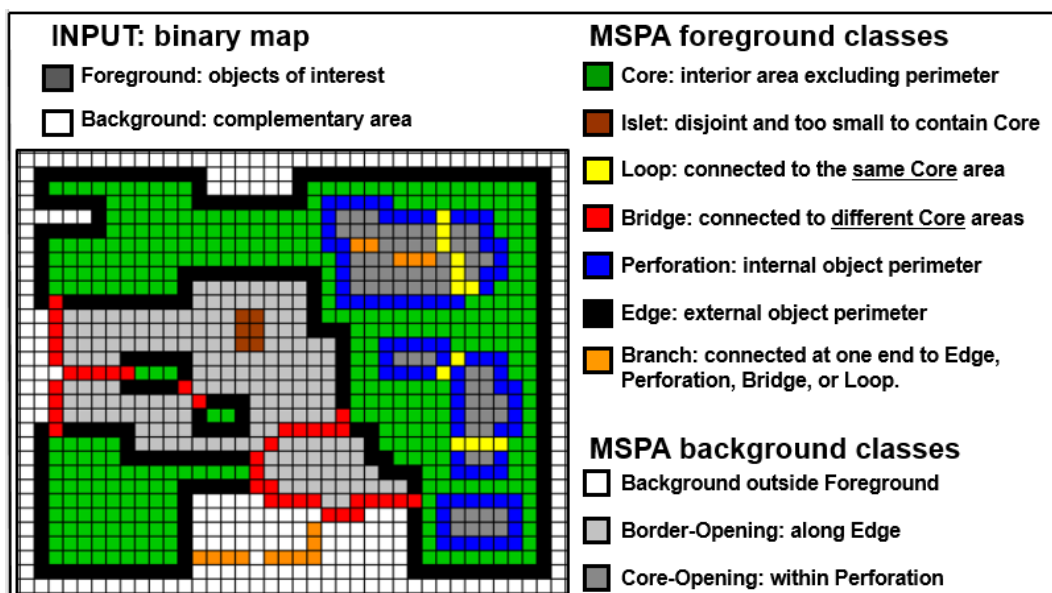 INPUT: binary map
Foreground: objects of interest
Background: complementary area
MSPA foreground classes
Core: interior area excluding perimeter
Islet: disjoint and too small to contain Core
Loop: connected to the same Core area
Bridge: connected to different Core areas
Perforation: internal object perimeter
Edge: external object perimeter
Branch: connected at one end to Edge,
Perforation, Bridge, or Loop.
MSPA background classes
Background outside Foreground
Border-Opening: along Edge
Core-Opening: within Perforation